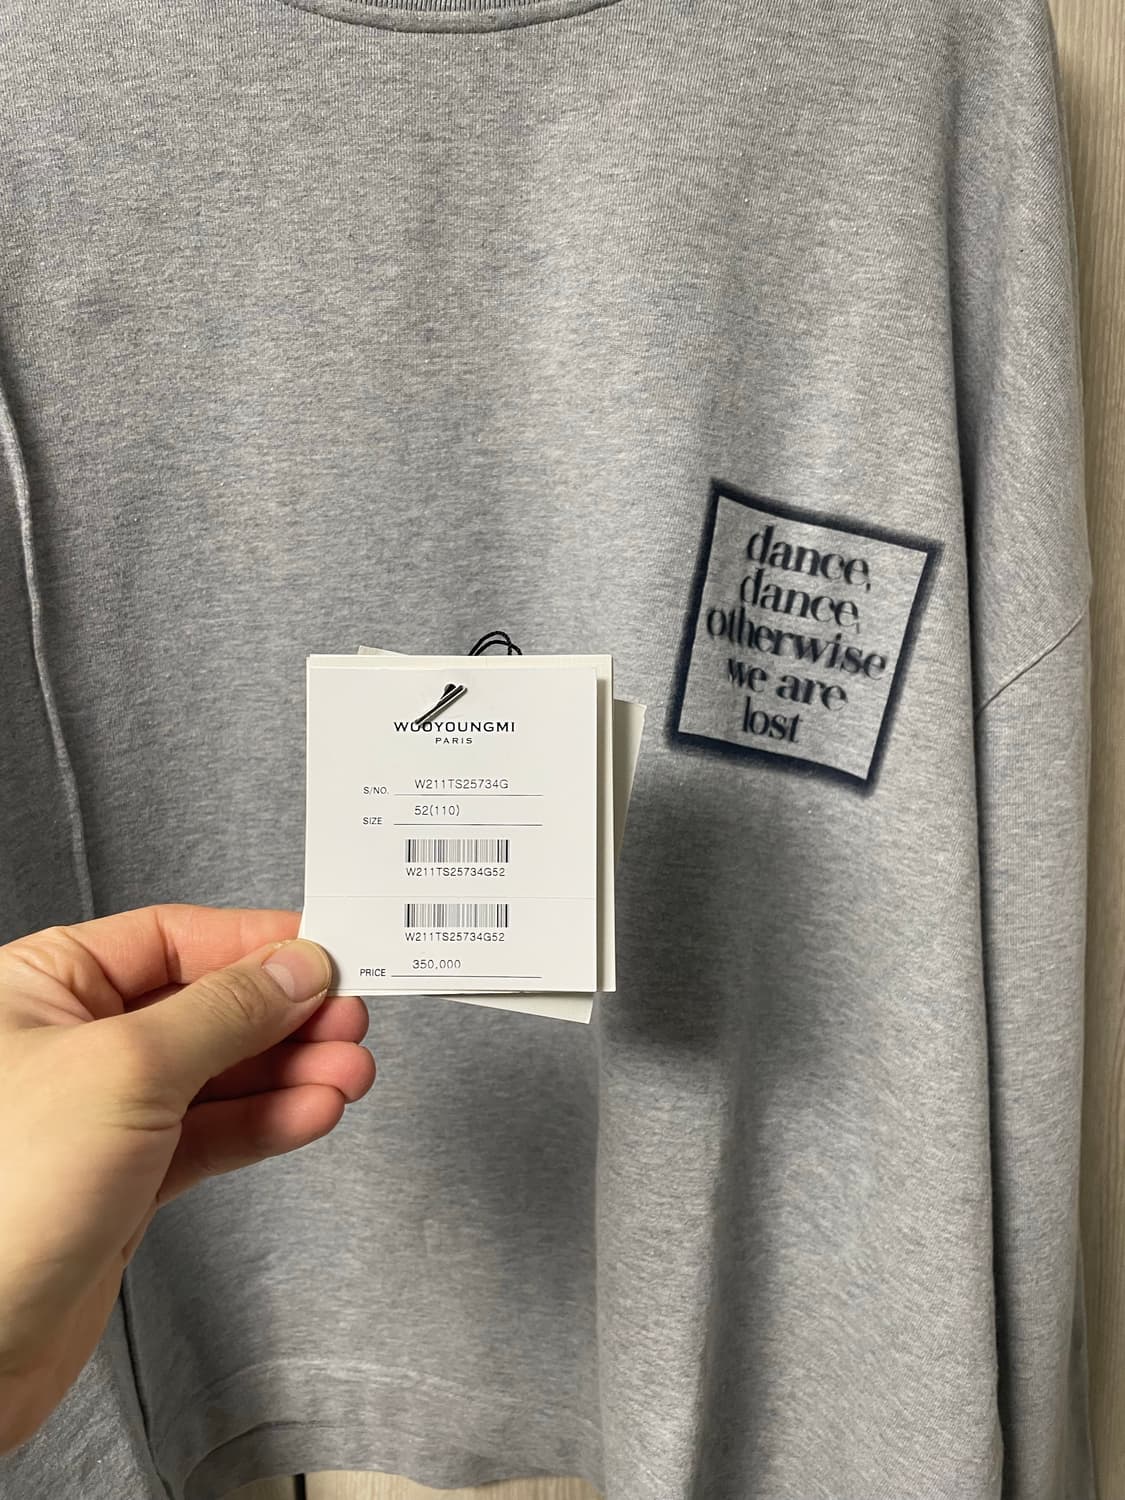 dance,
dance,
otherwise
we are
lost
WOOYOUNGMI
PARIS
S/NO. W211TS25734G
SIZE 52(110)
W211TS25734G52
W211TS25734G52
PRICE 350,000